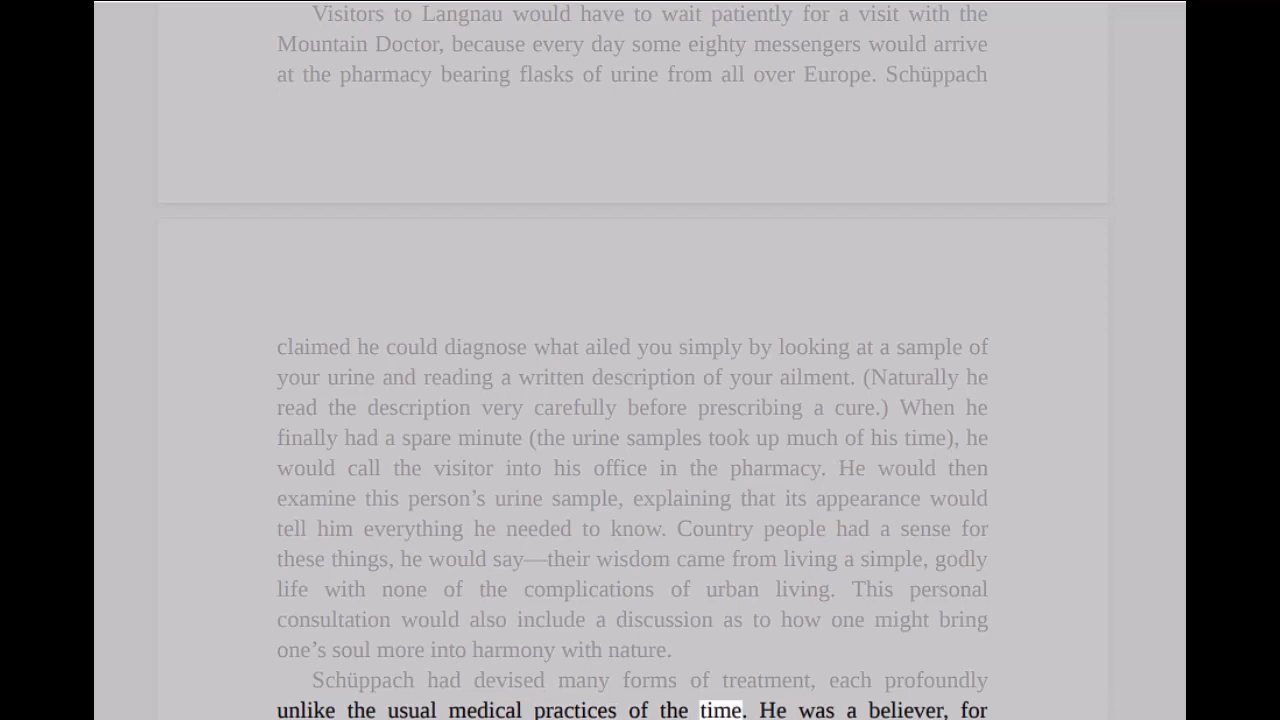 Visitors to Langnau would have to wait patiently for a visit with the
Mountain Doctor, because every day some eighty messengers would arrive
at the pharmacy bearing flasks of urine from all over Europe. Schüppach
claimed he could diagnose what ailed you simply by looking at a sample of
your urine and reading a written description of your ailment. (Naturally he
read the description very carefully before prescribing a cure.) When he
finally had a spare minute (the urine samples took up much of his time), he
would call the visitor into his office in the pharmacy. He would then
examine this person’s urine sample, explaining that its appearance would
tell him everything he needed to know. Country people had a sense for
these things, he would say—their wisdom came from living a simple, godly
life with none of the complications of urban living. This personal
consultation would also include a discussion as to how one might bring
one’s soul more into harmony with nature.
Schüppach had devised many forms of treatment, each profoundly
unlike the usual medical practices of the time. He was a believer, for